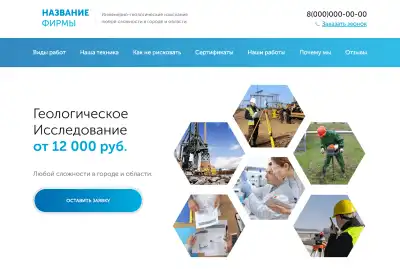 НАЗВАНИЕ
ФИРМЫ
Инженерно-геологические изыскания
любой сложности в городе и области
8(000)000-00-00
Заказать звонок
Виды работ
Наша техника
Как не рисковать
Сертификаты
Наши работы
Почему мы
Отзывы
Геологическое
Исследование
от 12 000 руб.
Любой сложности в городе и области.
ОСТАВИТЬ ЗАЯВКУ